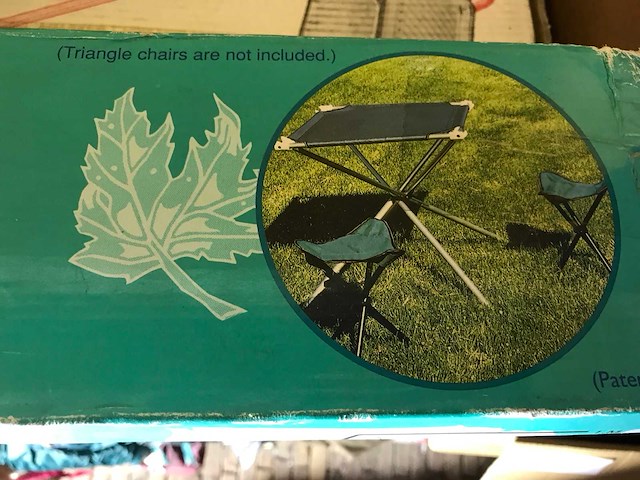 (Triangle chairs are not included.)
(Pate